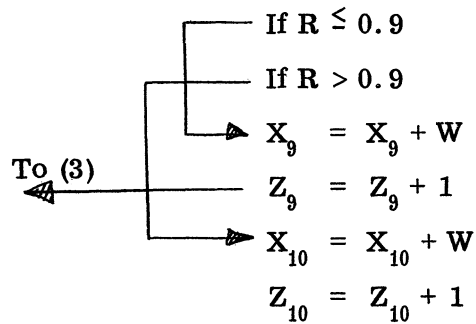 If R ≤ 0.9
If R > 0.9
X₉ = X₉ + W
To (3)
Z₉ = Z₉ + 1
X₁₀ = X₁₀ + W
Z₁₀ = Z₁₀ + 1